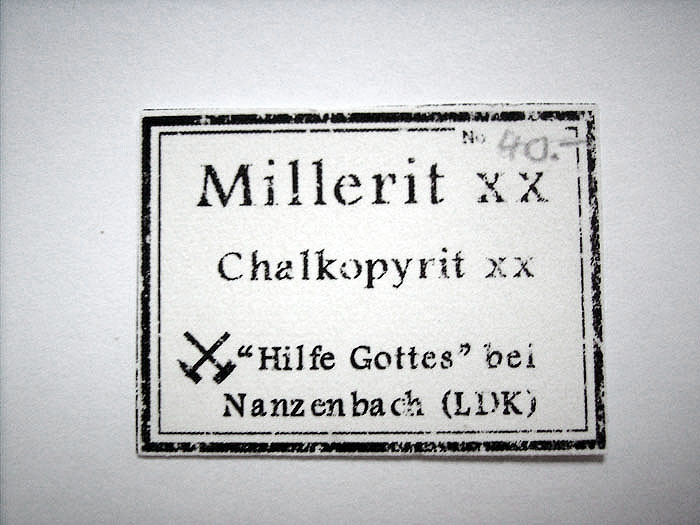 No 40.-
Millerit xx
Chalkopyrit xx
"Hilfe Gottes" bei
Nanzenbach (LDK)